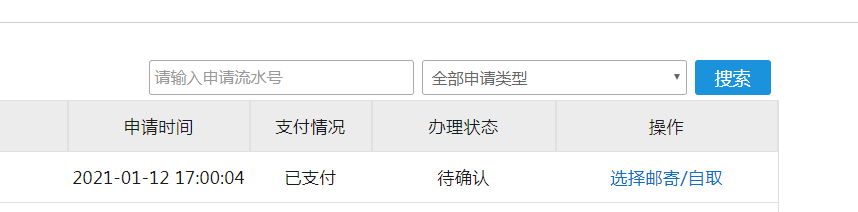 请输入申请流水号 全部申请类型 搜索
申请时间 支付情况 办理状态 操作
2021-01-12 17:00:04 已支付 待确认 选择邮寄/自取